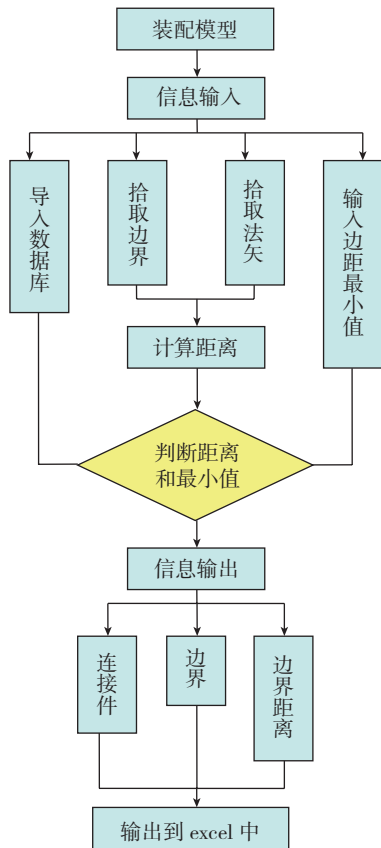 装配模型
信息输入
导入数据库
拾取边界
拾取法矢
输入边距最小值
计算距离
判断距离
和最小值
信息输出
连接件
边界
边界距离
输出到 excel 中